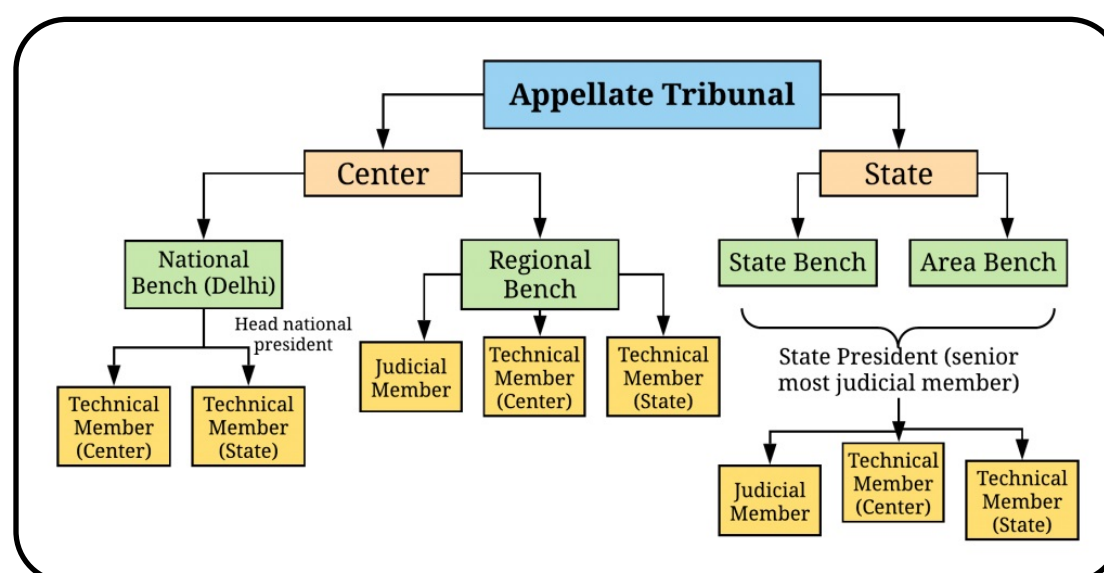 Appellate Tribunal
Center
State
National
Bench (Delhi)
Regional
Bench
State Bench
Area Bench
Head national
president
Technical
Member
(Center)
Technical
Member
(State)
Judicial
Member
Technical
Member
(Center)
Technical
Member
(State)
State President (senior
most judicial member)
Judicial
Member
Technical
Member
(Center)
Technical
Member
(State)